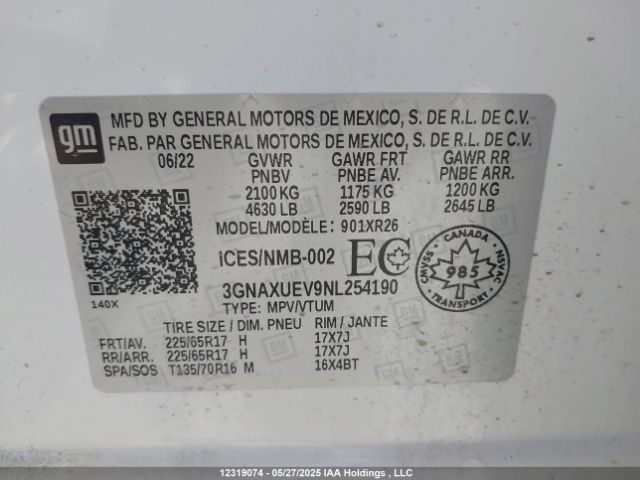 gm
MFD BY GENERAL MOTORS DE MEXICO, S. DE R.L. DE C.V.
FAB. PAR GENERAL MOTORS DE MEXICO, S. DE R.L. DE C.V.
06/22 GVWR GAWR FRT GAWR RR
PNBV PNBE AV. PNBE ARR.
2100 KG 1175 KG 1200 KG
4630 LB 2590 LB 2645 LB
MODEL/MODÈLE: 901XR26
ICES/NMB-002 EC
CANADA
CMVSS 985 NSVAC
140X
3GNAXUEV9NL254190
TYPE: MPV/VTUM
TIRE SIZE / DIM. PNEU RIM / JANTE
FRT/AV. 225/65R17 H 17X7J
RR/ARR. 225/65R17 H 17X7J
SPA/SOS T135/70R16 M 16X4BT
12319074 — 05/27/2025 IAA Holdings , LLC